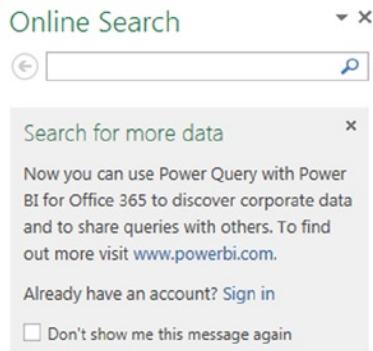 Online Search
Search for more data
Now you can use Power Query with Power
BI for Office 365 to discover corporate data
and to share queries with others. To find
out more visit www.powerbi.com.
Already have an account? Sign in
Don't show me this message again